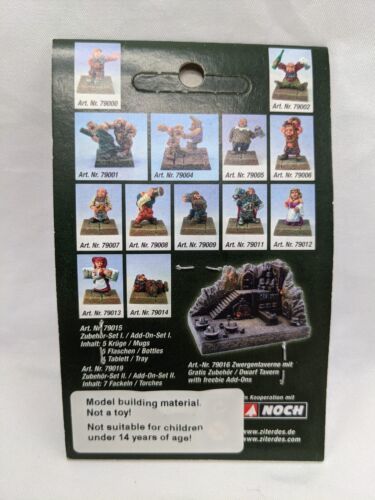 Art. Nr. 79000
Art. Nr. 79002
Art. Nr. 79001
Art. Nr. 79004
Art. Nr. 79005
Art. Nr. 79006
Art. Nr. 79007
Art. Nr. 79008
Art. Nr. 79009
Art. Nr. 79011
Art. Nr. 79012
Art. Nr. 79013
Art. Nr. 79014
Art. Nr. 79015
Zubehör-Set I. / Add-On-Set I.
Inhalt: 5 Krüge / Mugs
5 Flaschen / Bottles
Tablett / Tray
Art.-Nr. 79016 Zwergentaverne mit
Gratis Zubehör / Dwarf Tavern
with freebie Add-Ons
Art. Nr. 79019
Zubehör-Set II. / Add-On-Set II.
Inhalt: 7 Fackeln / Torches
Kooperation mit
NOCH
www.ziterdes.de
www.ziterdes.com
Model building material.
Not a toy!
Not suitable for children
under 14 years of age!